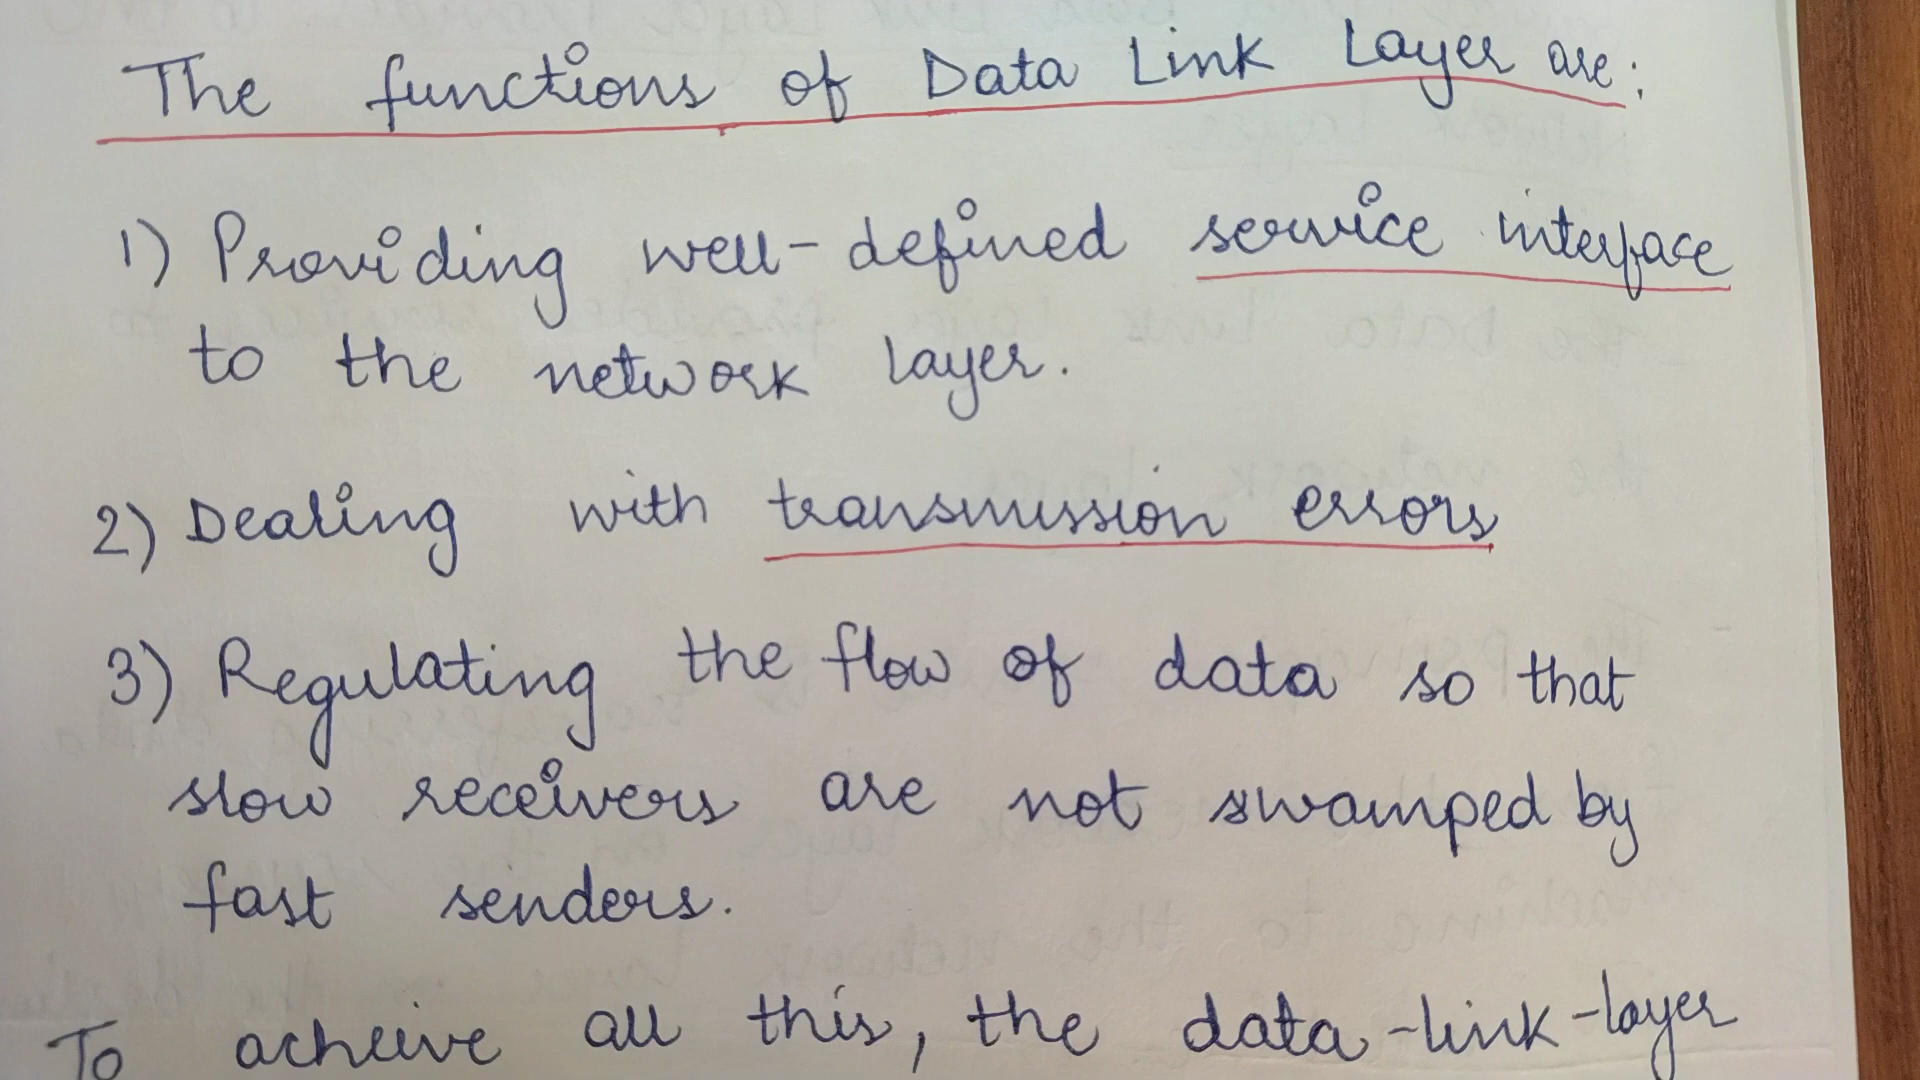 The functions of Data Link Layer are:
1) Providing well-defined service interface
to the network layer.
2) Dealing with transmission errors
3) Regulating the flow of data so that
slow receivers are not swamped by
fast senders.
To acheive all this, the data-link-layer